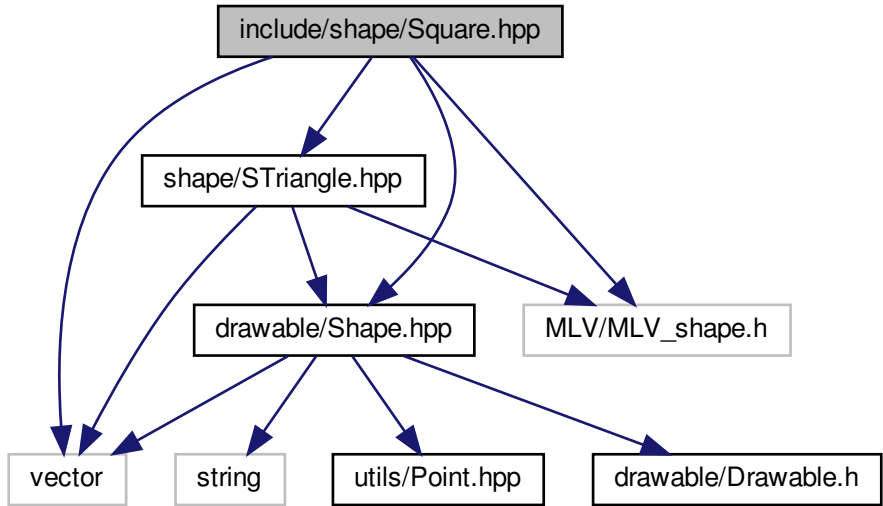 include/shape/Square.hpp
shape/STriangle.hpp
drawable/Shape.hpp
MLV/MLV_shape.h
vector
string
utils/Point.hpp
drawable/Drawable.h